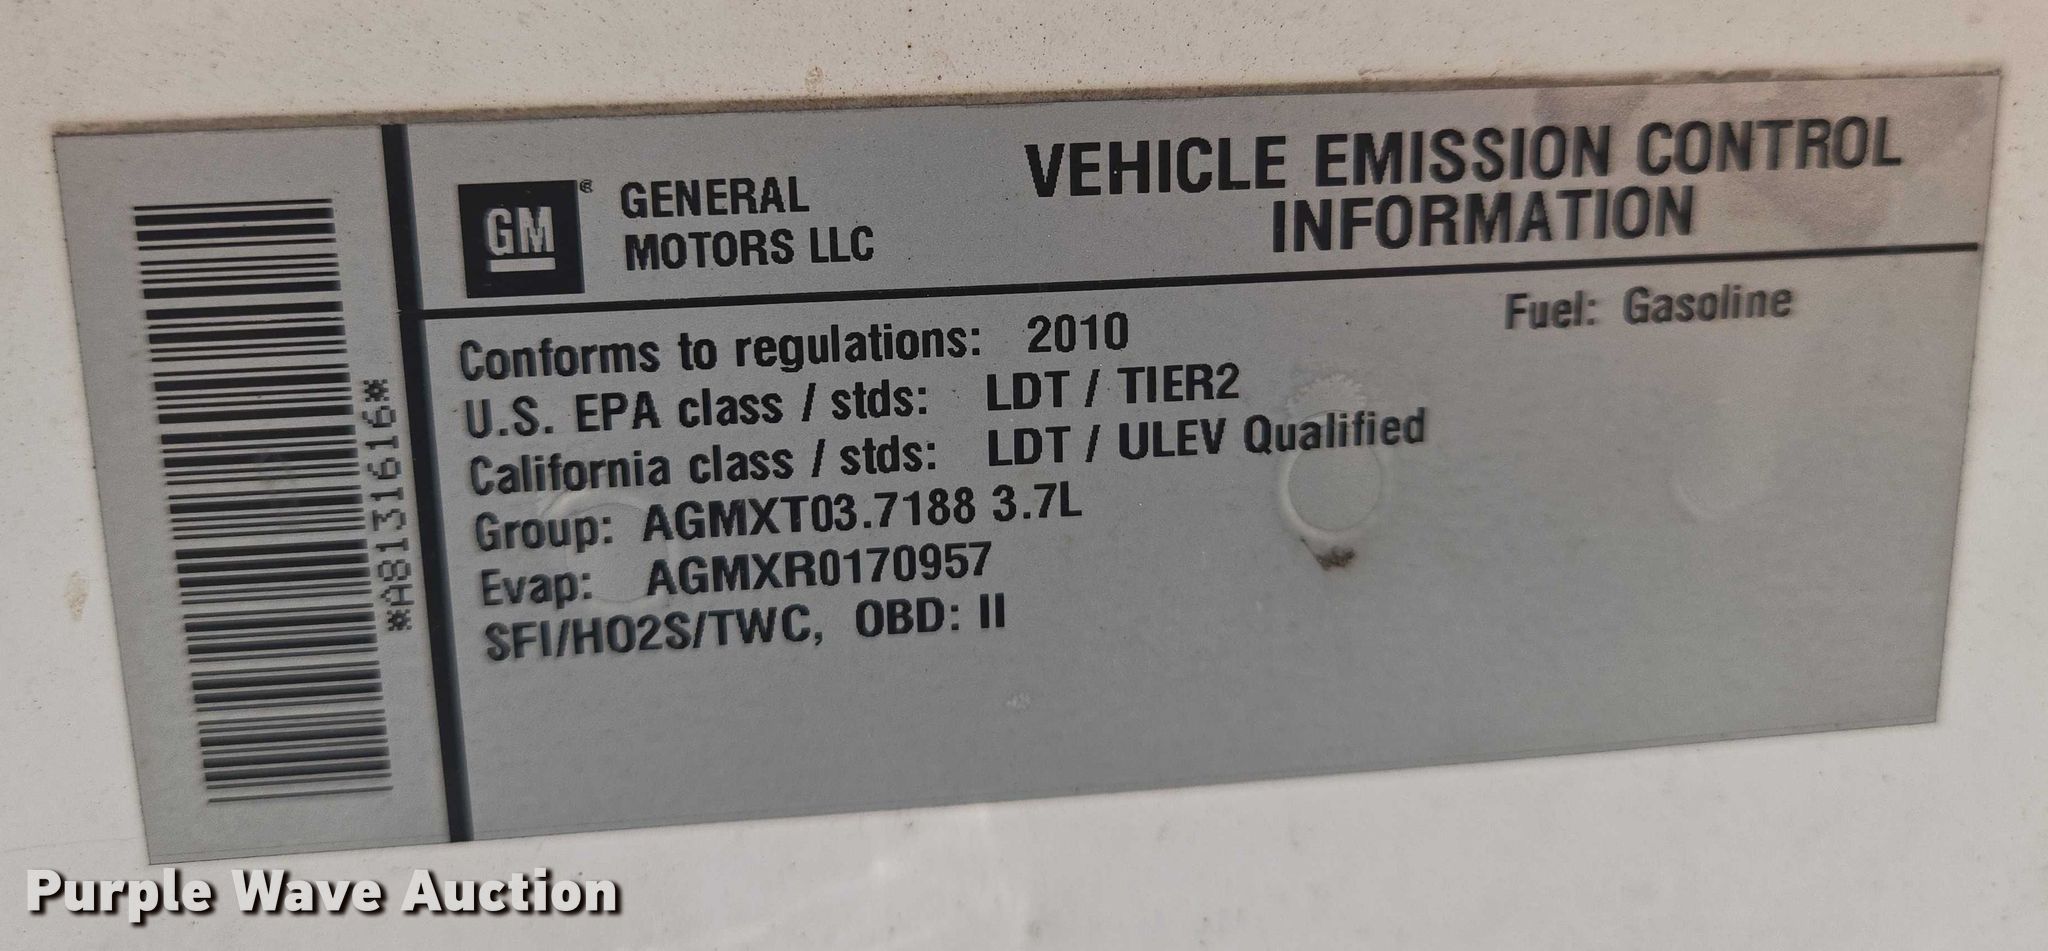 *A8131616*
GM ®
GENERAL
MOTORS LLC
VEHICLE EMISSION CONTROL
INFORMATION
Fuel: Gasoline
Conforms to regulations: 2010
U.S. EPA class / stds: LDT / TIER2
California class / stds: LDT / ULEV Qualified
Group: AGMXT03.7188 3.7L
Evap: AGMXR0170957
SFI/HO2S/TWC, OBD: II
Purple Wave Auction